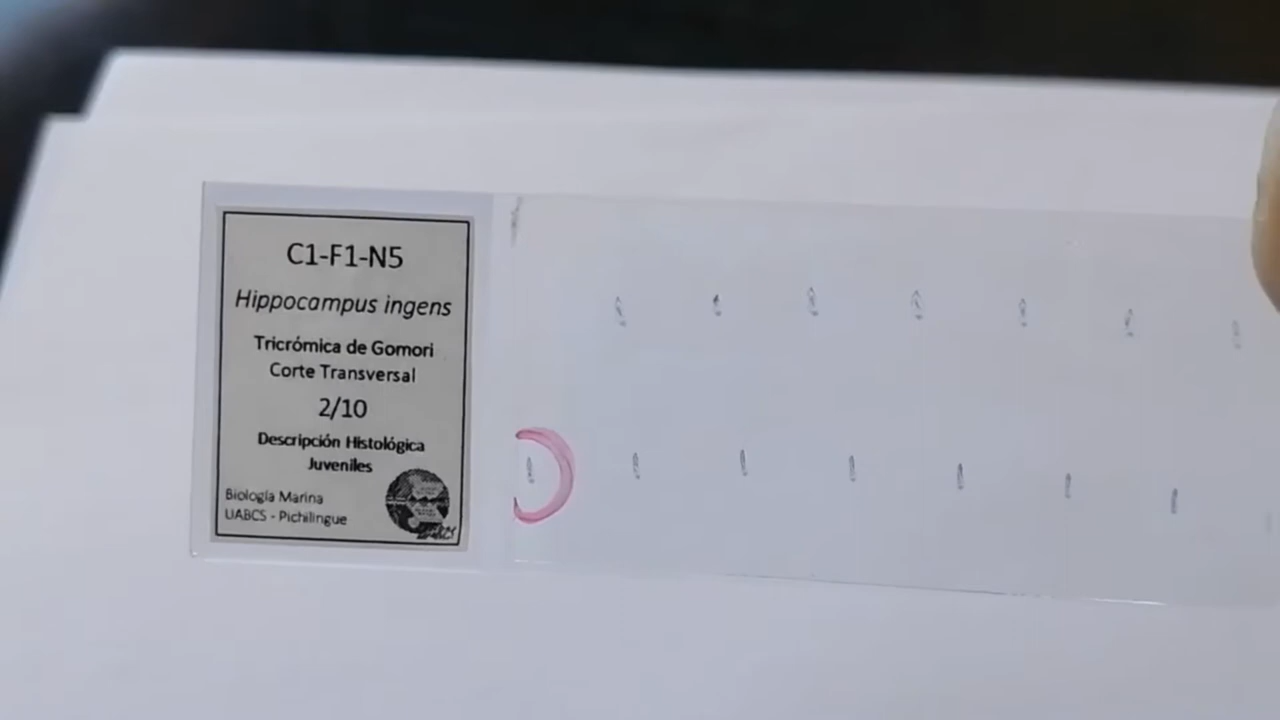 C1-F1-N5
Hippocampus ingens
Tricrómica de Gomori
Corte Transversal
2/10
Descripción Histológica
Juveniles
Biología Marina
UABCS - Pichilingue